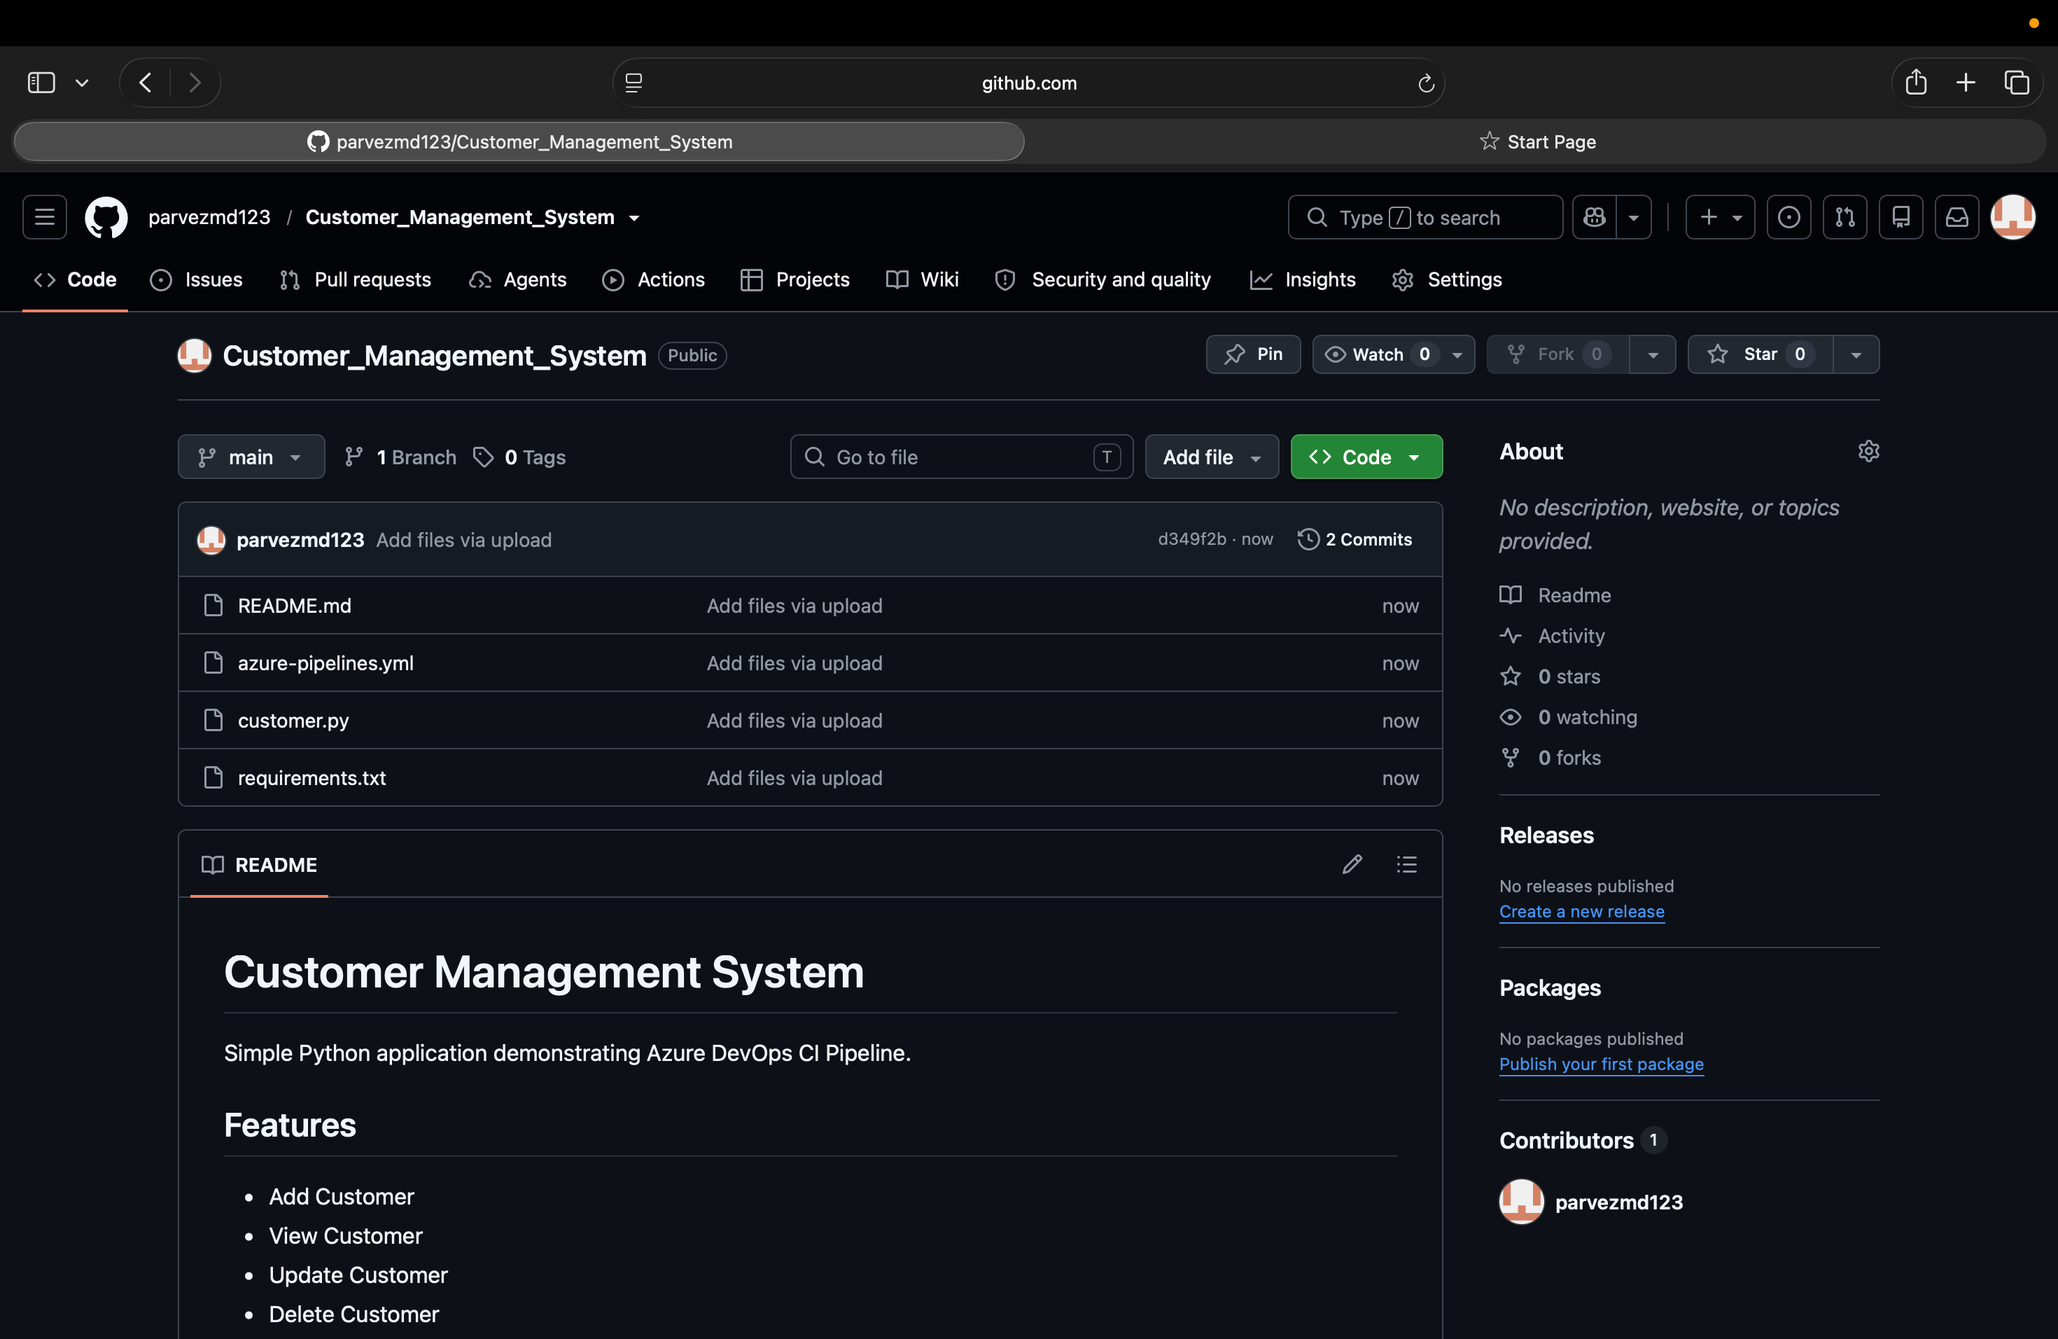 github.com
parvezmd123/Customer_Management_System
Start Page
parvezmd123 / Customer_Management_System
Type / to search
Code
Issues
Pull requests
Agents
Actions
Projects
Wiki
Security and quality
Insights
Settings
Customer_Management_System Public
Pin
Watch 0
Fork 0
Star 0
main
1 Branch
0 Tags
Go to file T
Add file
Code
parvezmd123 Add files via upload d349f2b · now 2 Commits
README.md Add files via upload now
azure-pipelines.yml Add files via upload now
customer.py Add files via upload now
requirements.txt Add files via upload now
README
Customer Management System
Simple Python application demonstrating Azure DevOps CI Pipeline.
Features
• Add Customer
• View Customer
• Update Customer
• Delete Customer
About
No description, website, or topics
provided.
Readme
Activity
0 stars
0 watching
0 forks
Releases
No releases published
Create a new release
Packages
No packages published
Publish your first package
Contributors 1
parvezmd123